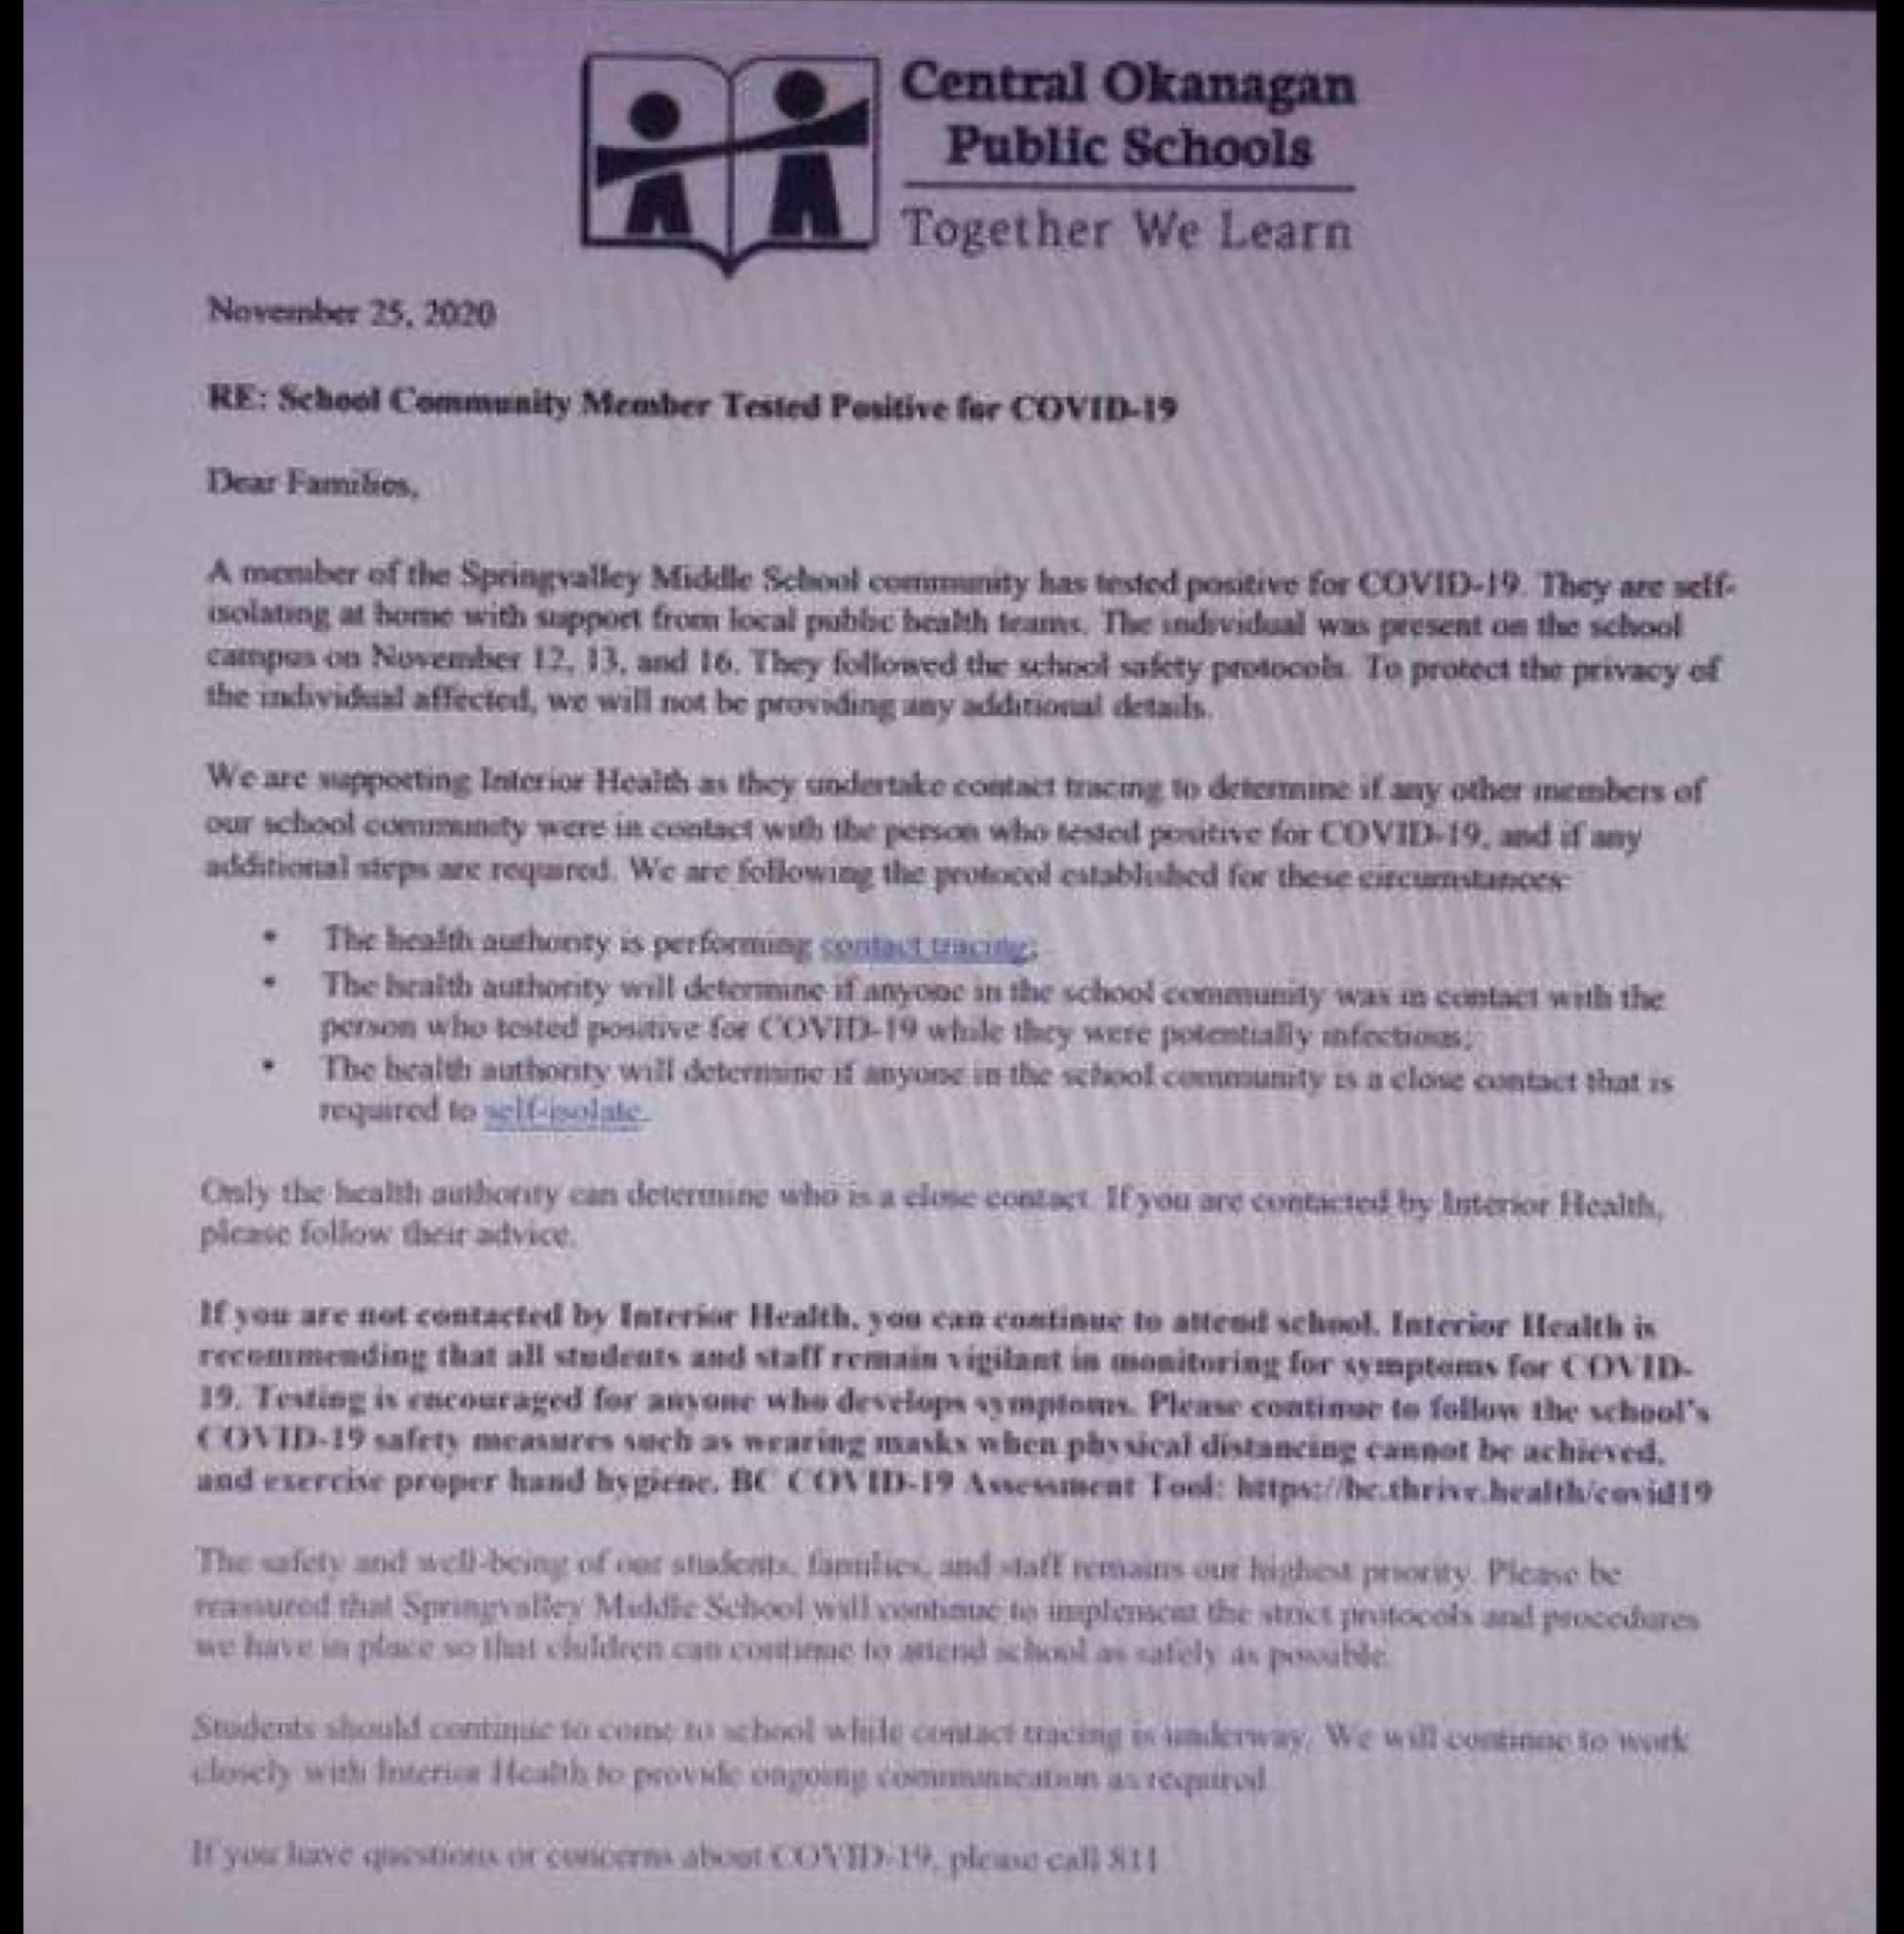 Central Okanagan
Public Schools
Together We Learn
November 25, 2020
RE: School Community Member Tested Positive for COVID-19
Dear Families,
A member of the Springvalley Middle School community has tested positive for COVID-19. They are self-
isolating at home with support from local public health teams. The individual was present on the school
campus on November 12, 13, and 16. They followed the school safety protocols. To protect the privacy of
the individual affected, we will not be providing any additional details.
We are supporting Interior Health as they undertake contact tracing to determine if any other members of
our school community were in contact with the person who tested positive for COVID-19, and if any
additional steps are required. We are following the protocol established for these circumstances:
• The health authority is performing contact tracing;
• The health authority will determine if anyone in the school community was in contact with the
person who tested positive for COVID-19 while they were potentially infectious;
• The health authority will determine if anyone in the school community is a close contact that is
required to self-isolate.
Only the health authority can determine who is a close contact. If you are contacted by Interior Health,
please follow their advice.
If you are not contacted by Interior Health, you can continue to attend school. Interior Health is
recommending that all students and staff remain vigilant in monitoring for symptoms for COVID-
19. Testing is encouraged for anyone who develops symptoms. Please continue to follow the school's
COVID-19 safety measures such as wearing masks when physical distancing cannot be achieved,
and exercise proper hand hygiene. BC COVID-19 Assessment Tool: https://bc.thrive.health/covid19
The safety and well-being of our students, families, and staff remains our highest priority. Please be
reassured that Springvalley Middle School will continue to implement the strict protocols and procedures
we have in place so that children can continue to attend school as safely as possible.
Students should continue to come to school while contact tracing is underway. We will continue to work
closely with Interior Health to provide ongoing communication as required.
If you have questions or concerns about COVID-19, please call 811